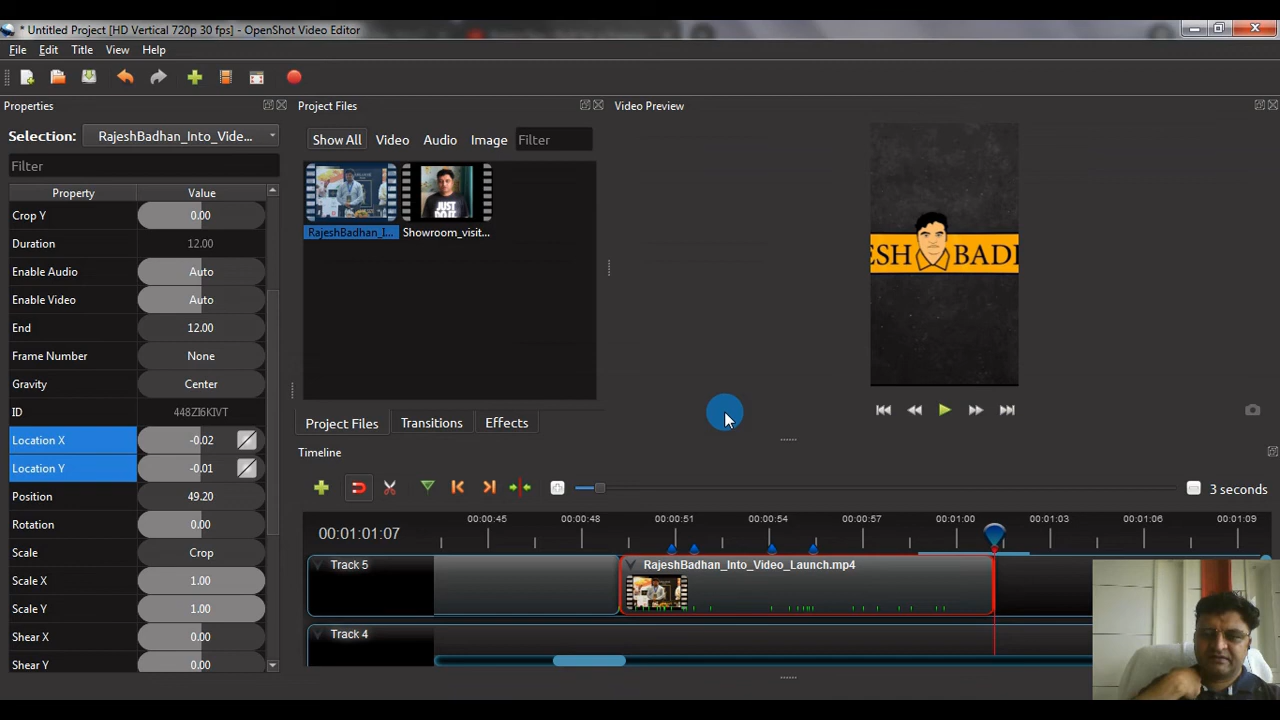 * Untitled Project [HD Vertical 720p 30 fps] - OpenShot Video Editor
File Edit Title View Help
Properties
Project Files
Video Preview
Selection: RajeshBadhan_Into_Vide...
Filter
Property Value
Crop Y 0.00
Duration 12.00
Enable Audio Auto
Enable Video Auto
End 12.00
Frame Number None
Gravity Center
ID 448ZI6KIVT
Location X -0.02
Location Y -0.01
Position 49.20
Rotation 0.00
Scale Crop
Scale X 1.00
Scale Y 1.00
Shear X 0.00
Shear Y 0.00
Show All Video Audio Image Filter
JUST
DO IT.
RajeshBadhan_I... Showroom_visit...
ESH BADH
Project Files Transitions Effects
Timeline
3 seconds
00:01:01:07
00:00:45 00:00:48 00:00:51 00:00:54 00:00:57 00:01:00 00:01:03 00:01:06 00:01:09
Track 5
RajeshBadhan_Into_Video_Launch.mp4
Track 4